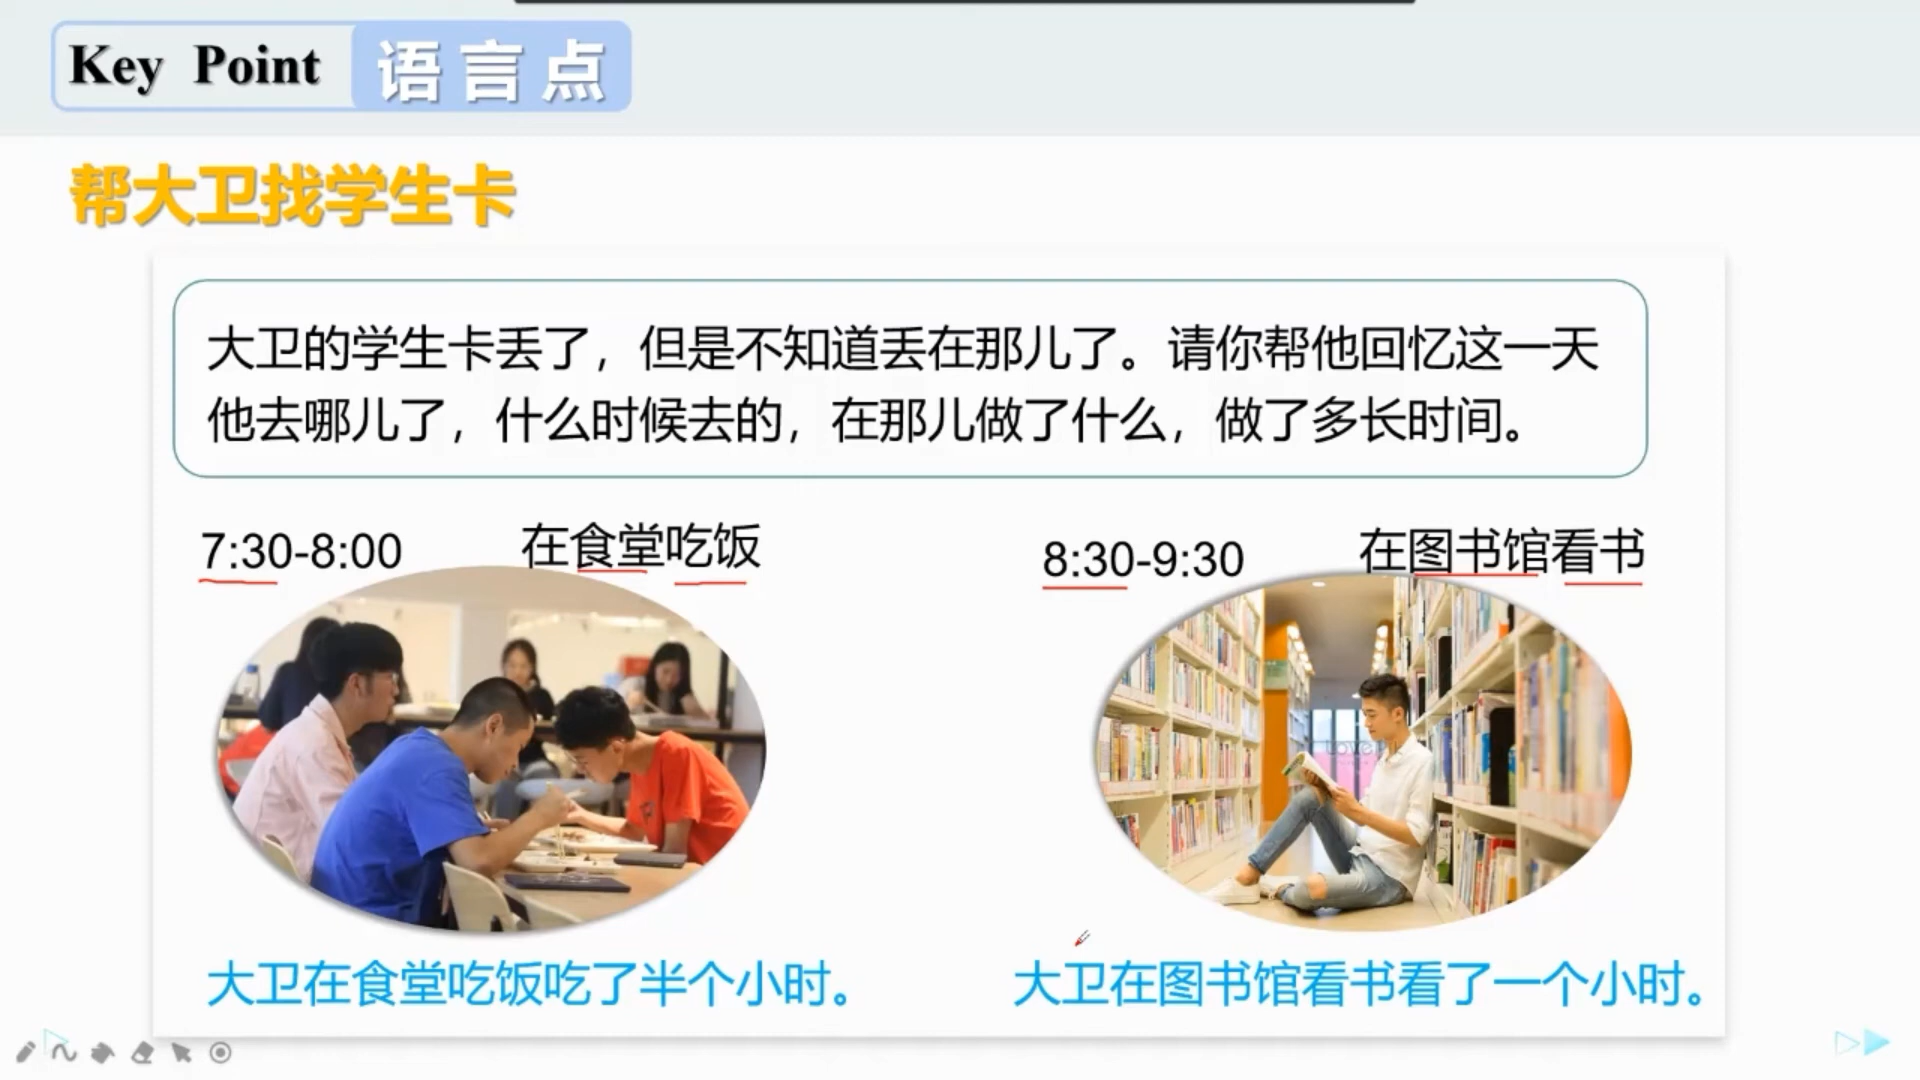 Key Point 语言点
帮大卫找学生卡
大卫的学生卡丢了，但是不知道丢在那儿了。请你帮他回忆这一天
他去哪儿了，什么时候去的，在那儿做了什么，做了多长时间。
7:30-8:00 在食堂吃饭
8:30-9:30 在图书馆看书
大卫在食堂吃饭吃了半个小时。
大卫在图书馆看书看了一个小时。